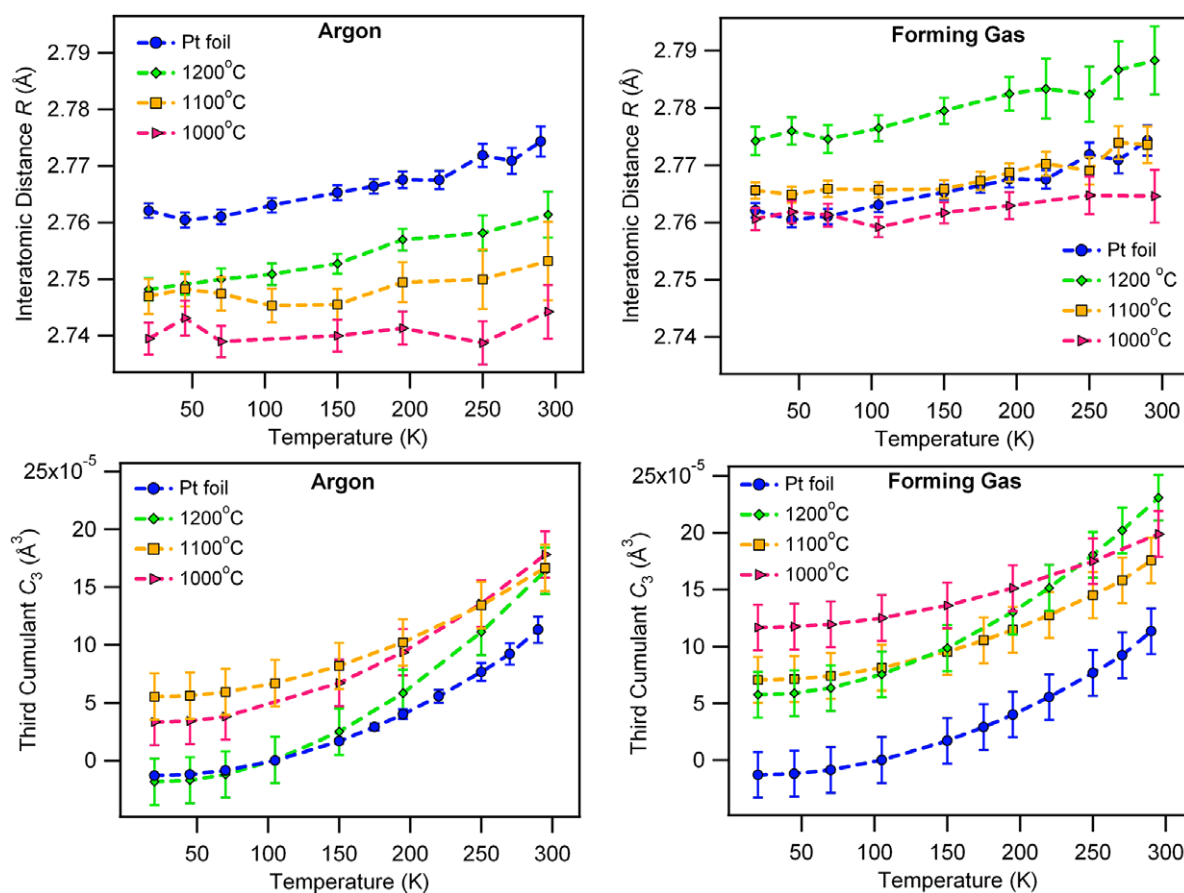 Argon
Pt foil
1200°C
1100°C
1000°C
2.79
2.78
2.77
2.76
2.75
2.74
Interatomic Distance R (Å)
50 100 150 200 250 300
Temperature (K)
Forming Gas
Pt foil
1200 °C
1100°C
1000°C
2.79
2.78
2.77
2.76
2.75
2.74
Interatomic Distance R (Å)
50 100 150 200 250 300
Temperature (K)
Argon
Pt foil
1200°C
1100°C
1000°C
25x10⁻⁵
20
15
10
5
0
Third Cumulant C₃ (Å³)
50 100 150 200 250 300
Temperature (K)
Forming Gas
Pt foil
1200°C
1100°C
1000°C
25x10⁻⁵
20
15
10
5
0
Third Cumulant C₃ (Å³)
50 100 150 200 250 300
Temperature (K)